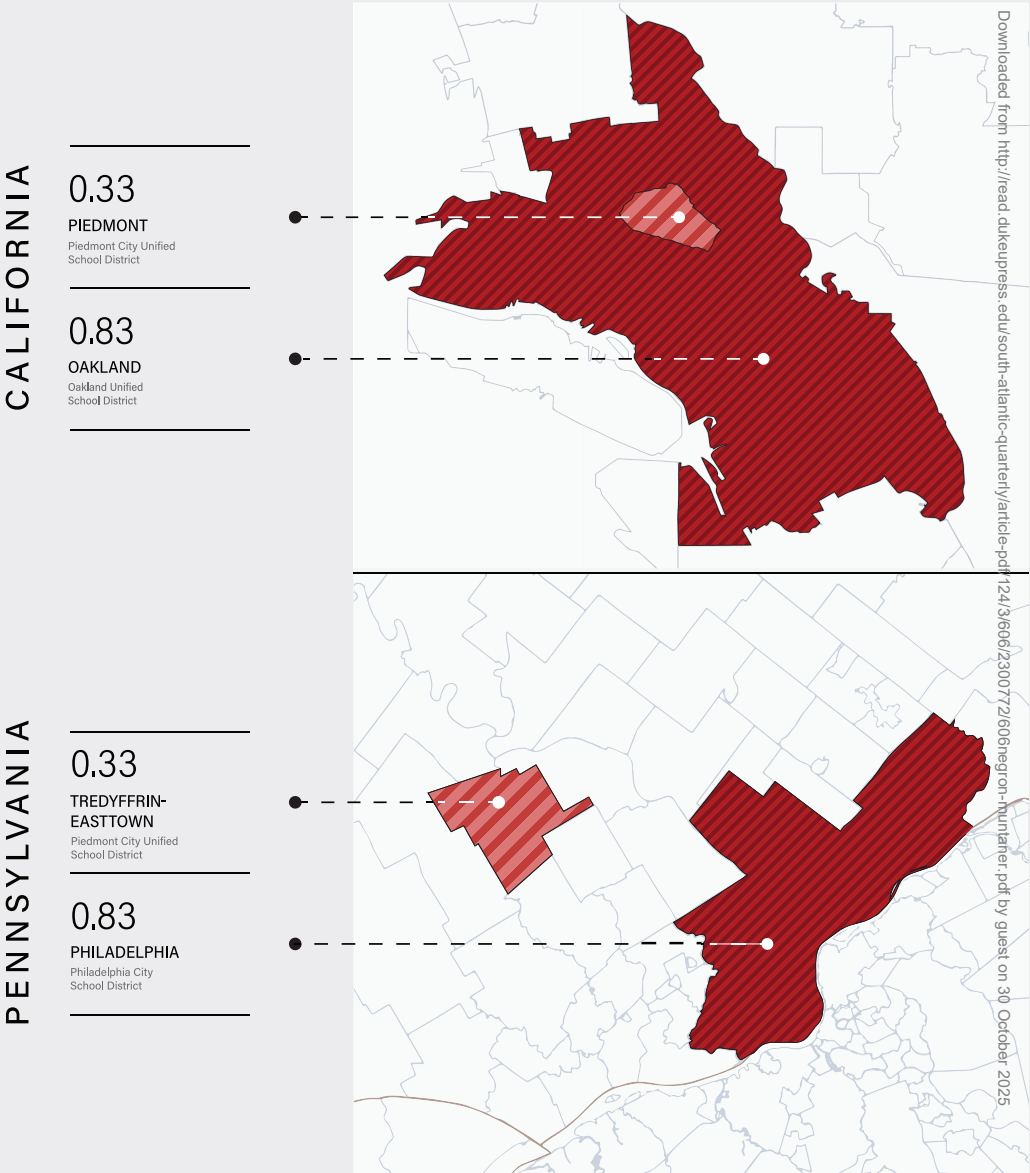 CALIFORNIA
0.33
PIEDMONT
Piedmont City Unified
School District
0.83
OAKLAND
Oakland Unified
School District
PENNSYLVANIA
0.33
TREDYFFRIN-
EASTTOWN
Piedmont City Unified
School District
0.83
PHILADELPHIA
Philadelphia City
School District
Downloaded from http://read.dukeupress.edu/south-atlantic-quarterly/article-pdf/124/3/606/2300772/606negron-muntaner.pdf by guest on 30 October 2025